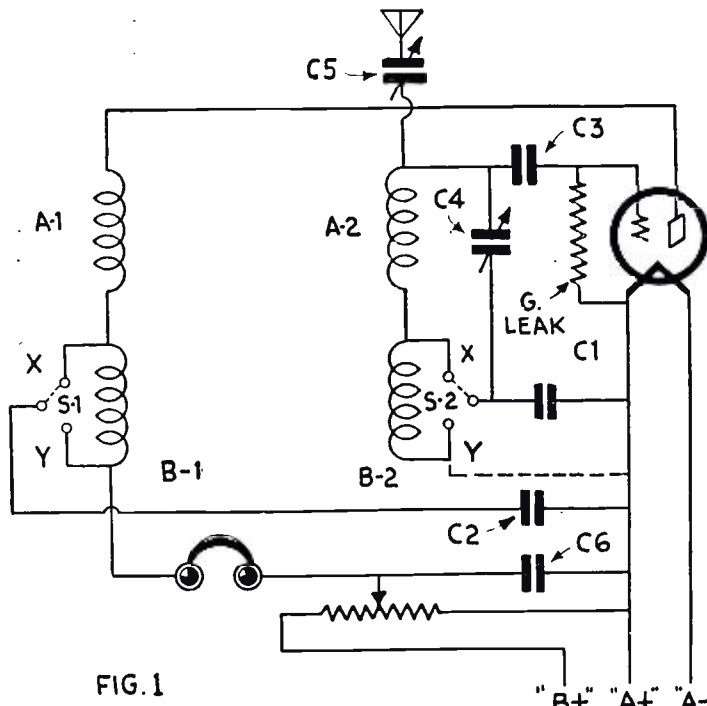 C5
C3
A-1
A-2
C4
G.
LEAK
C1
X
S-1
Y
X
S-2
Y
B-1
B-2
C2
C6
FIG. 1
"B+" "A+" "A-